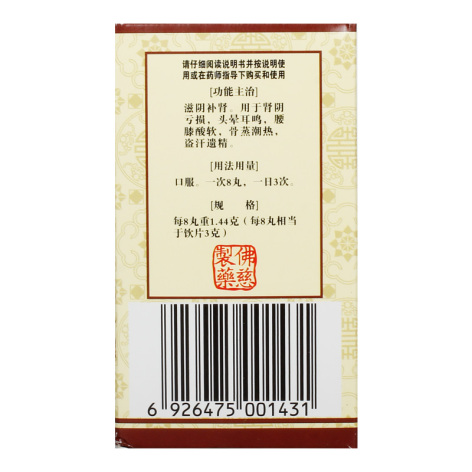 请仔细阅读说明书并按说明使
用或在药师指导下购买和使用
[功能主治]
滋阴补肾。用于肾阴
亏损，头晕耳鸣，腰
膝酸软，骨蒸潮热，
盗汗遗精。
[用法用量]
口服。一次8丸，一日3次。
[规　格]
每8丸重1.44克（每8丸相当
于饮片3克）
佛慈
製藥
6 926475 001431